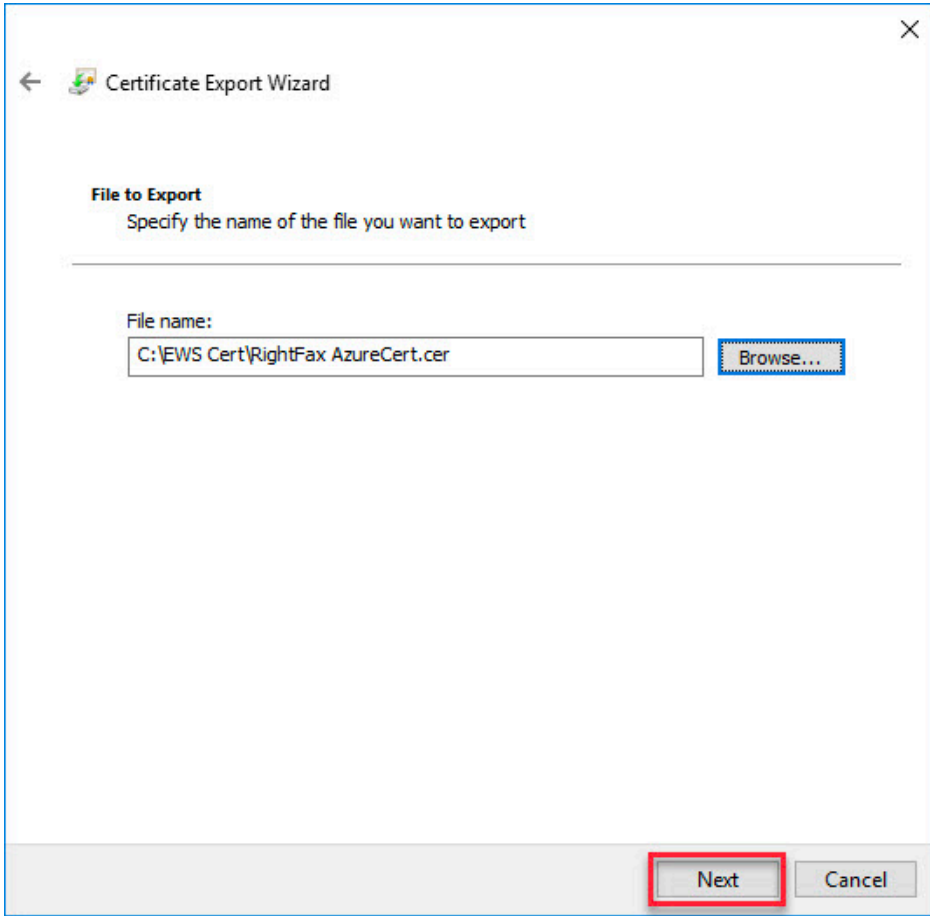 Certificate Export Wizard
File to Export
Specify the name of the file you want to export
File name:
C:\EWS Cert\RightFax AzureCert.cer
Browse...
Next
Cancel